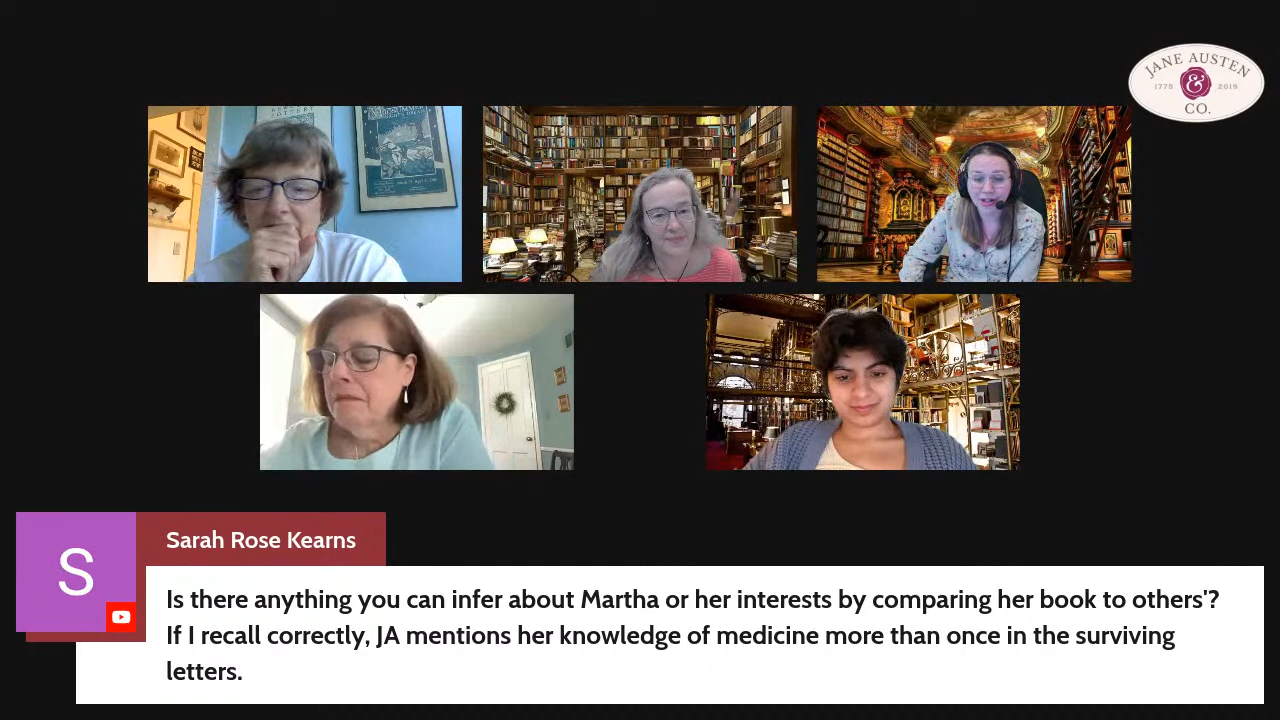 JANE AUSTEN
1775 & 2019
CO.
S
Sarah Rose Kearns
Is there anything you can infer about Martha or her interests by comparing her book to others'?
If I recall correctly, JA mentions her knowledge of medicine more than once in the surviving
letters.